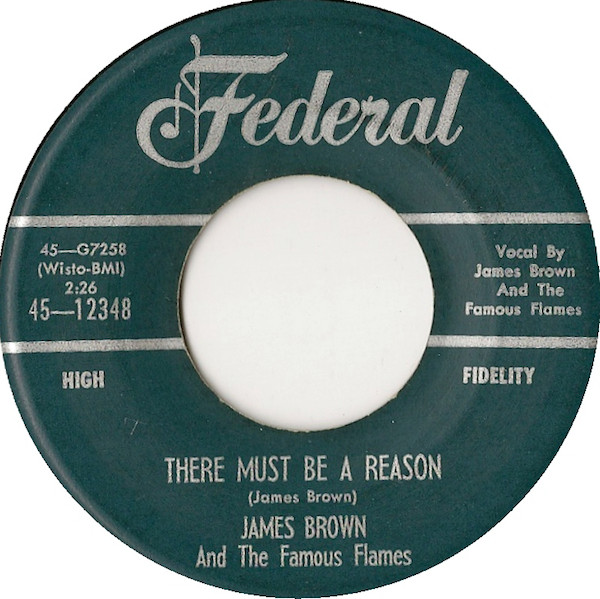 Federal
45—G7258
(Wisto-BMI)
2:26
45—12348
Vocal By
James Brown
And The
Famous Flames
HIGH
FIDELITY
THERE MUST BE A REASON
(James Brown)
JAMES BROWN
And The Famous Flames